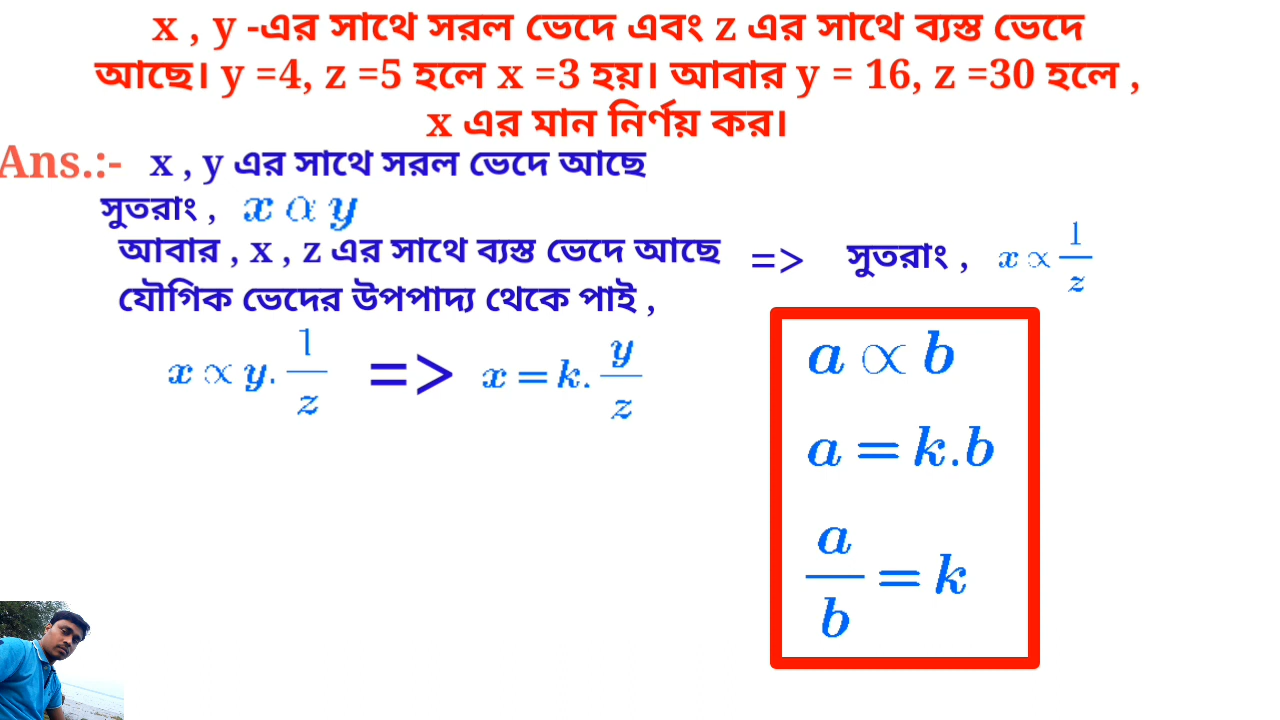 x , y -এর সাথে সরল ভেদে এবং z এর সাথে ব্যস্ত ভেদে
আছে। y =4, z =5 হলে x =3 হয়। আবার y = 16, z =30 হলে ,
x এর মান নির্ণয় কর।
Ans.:- x , y এর সাথে সরল ভেদে আছে
সুতরাং , x α y
আবার , x , z এর সাথে ব্যস্ত ভেদে আছে => সুতরাং , x ∝ 1/z
যৌগিক ভেদের উপপাদ্য থেকে পাই ,
x ∝ y. 1/z => x = k. y/z
a ∝ b
a = k.b
a/b = k